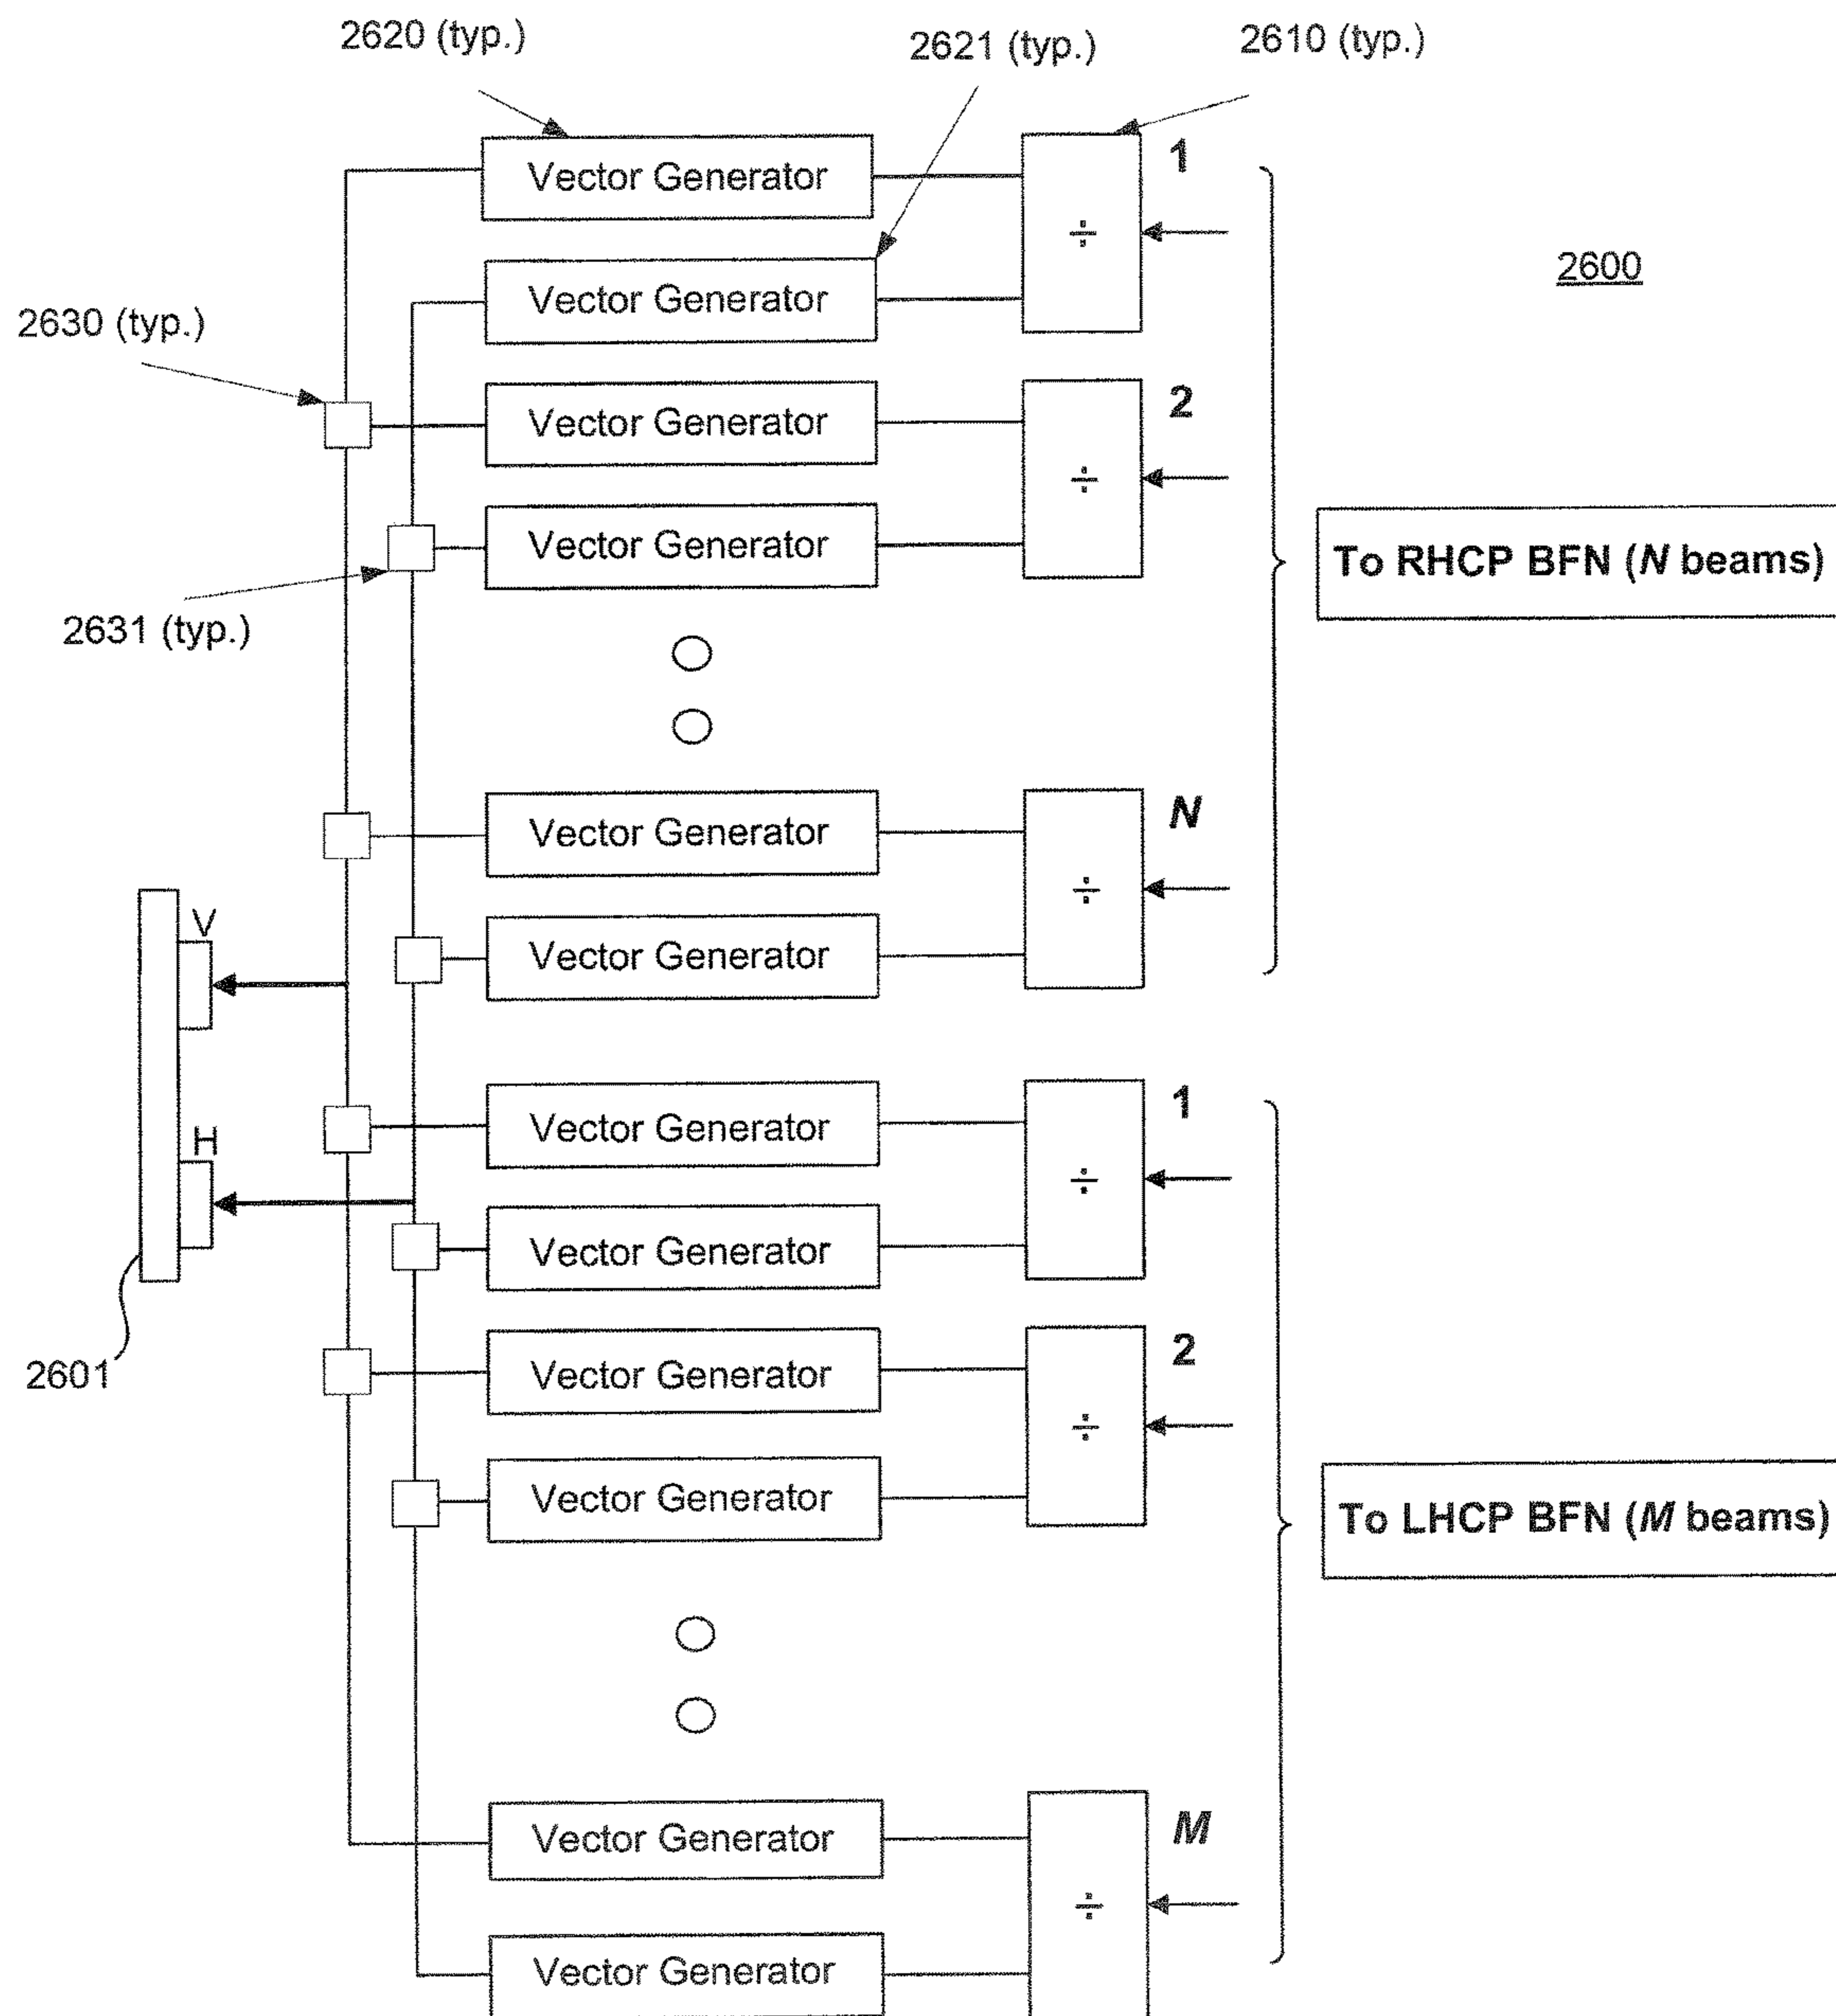 2620 (typ.)
2621 (typ.)
2610 (typ.)
Vector Generator
1
÷
Vector Generator
2600
2630 (typ.)
Vector Generator
2
÷
Vector Generator
To RHCP BFN (N beams)
2631 (typ.)
Vector Generator
N
÷
Vector Generator
V
Vector Generator
1
H
÷
Vector Generator
Vector Generator
2
2601
÷
Vector Generator
To LHCP BFN (M beams)
Vector Generator
M
÷
Vector Generator